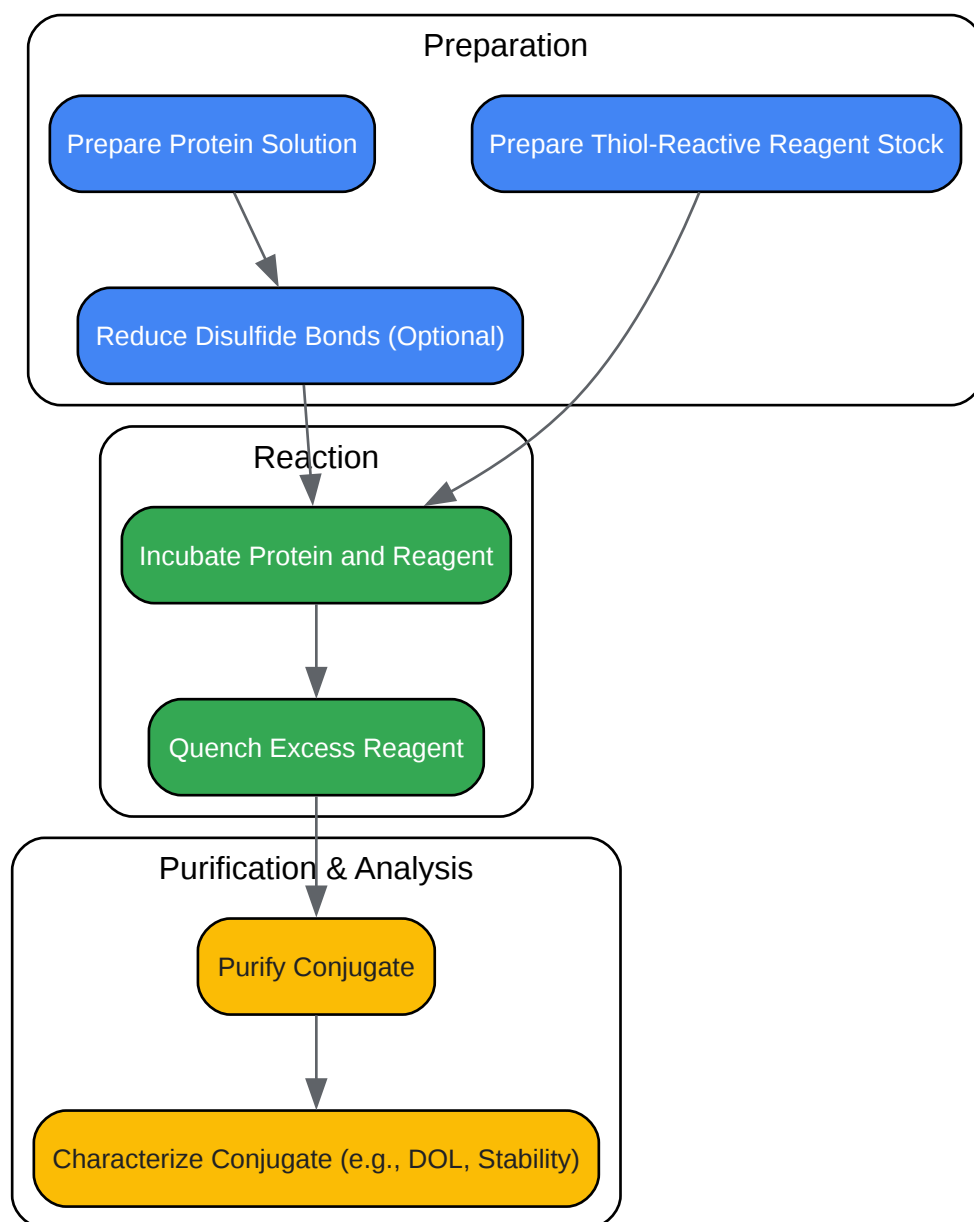 Preparation
Prepare Protein Solution
Prepare Thiol-Reactive Reagent Stock
Reduce Disulfide Bonds (Optional)
Reaction
Incubate Protein and Reagent
Quench Excess Reagent
Purification & Analysis
Purify Conjugate
Characterize Conjugate (e.g., DOL, Stability)